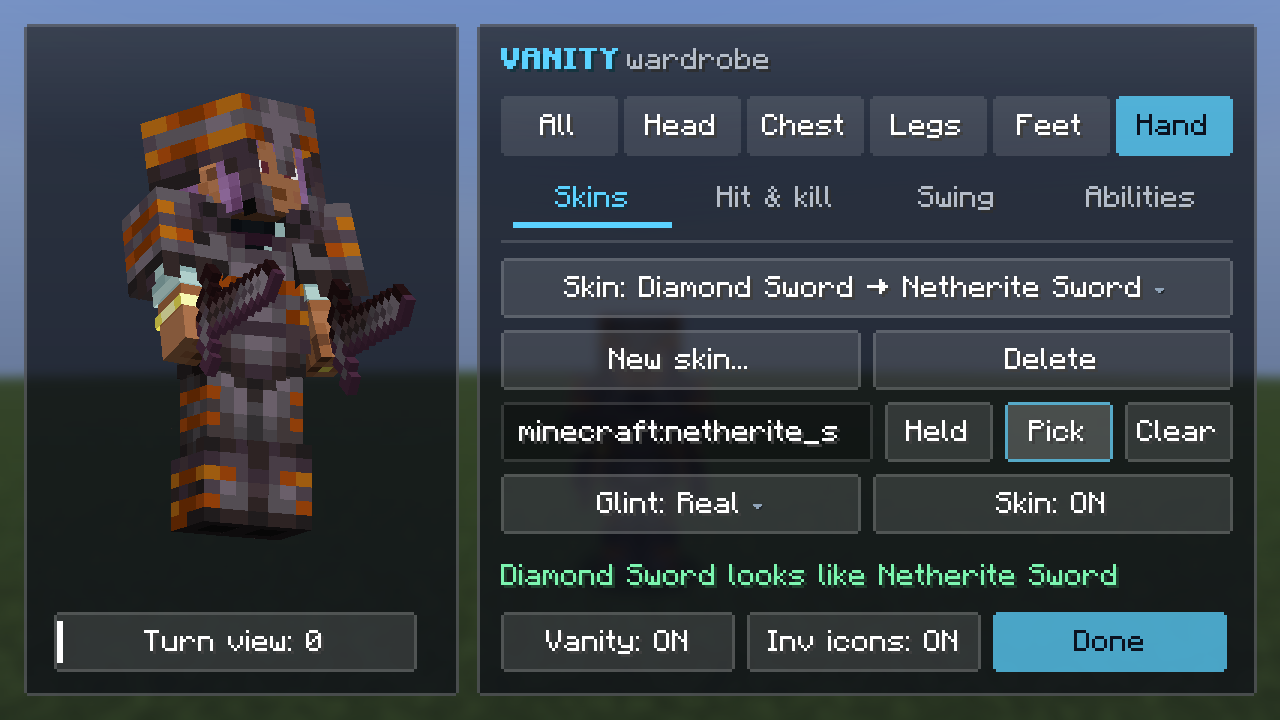 VANITY wardrobe
All Head Chest Legs Feet Hand
Skins Hit & kill Swing Abilities
Skin: Diamond Sword → Netherite Sword
New skin... Delete
minecraft:netherite_s Held Pick Clear
Glint: Real Skin: ON
Diamond Sword looks like Netherite Sword
Turn view: 0 Vanity: ON Inv icons: ON Done